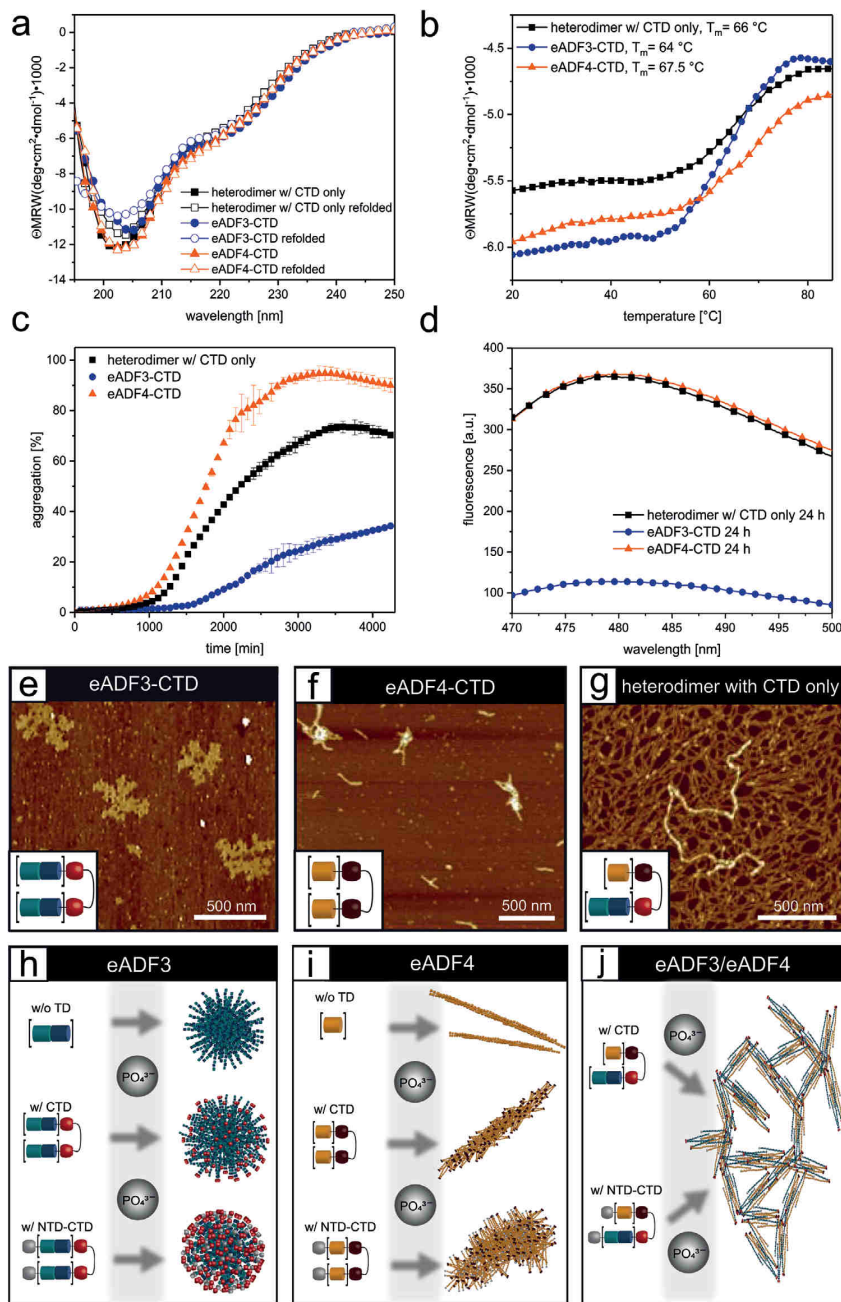 a
ΘMRW(deg•cm²•dmol⁻¹)•1000
0
-2
-4
-6
-8
-10
-12
-14
heterodimer w/ CTD only
heterodimer w/ CTD only refolded
eADF3-CTD
eADF3-CTD refolded
eADF4-CTD
eADF4-CTD refolded
200 210 220 230 240 250
wavelength [nm]
b
ΘMRW(deg•cm²•dmol⁻¹)•1000
-4.5
-5.0
-5.5
-6.0
heterodimer w/ CTD only, Tm= 66 °C
eADF3-CTD, Tm= 64 °C
eADF4-CTD, Tm= 67.5 °C
20 40 60 80
temperature [°C]
c
aggregation [%]
100
80
60
40
20
0
heterodimer w/ CTD only
eADF3-CTD
eADF4-CTD
0 1000 2000 3000 4000
time [min]
d
fluorescence [a.u.]
400
350
300
250
200
150
100
heterodimer w/ CTD only 24 h
eADF3-CTD 24 h
eADF4-CTD 24 h
470 475 480 485 490 495 500
wavelength [nm]
e
eADF3-CTD
500 nm
f
eADF4-CTD
500 nm
g
heterodimer with CTD only
500 nm
h
eADF3
w/o TD
PO₄³⁻
w/ CTD
PO₄³⁻
w/ NTD-CTD
i
eADF4
w/o TD
PO₄³⁻
w/ CTD
PO₄³⁻
w/ NTD-CTD
j
eADF3/eADF4
w/ CTD
PO₄³⁻
w/ NTD-CTD
PO₄³⁻